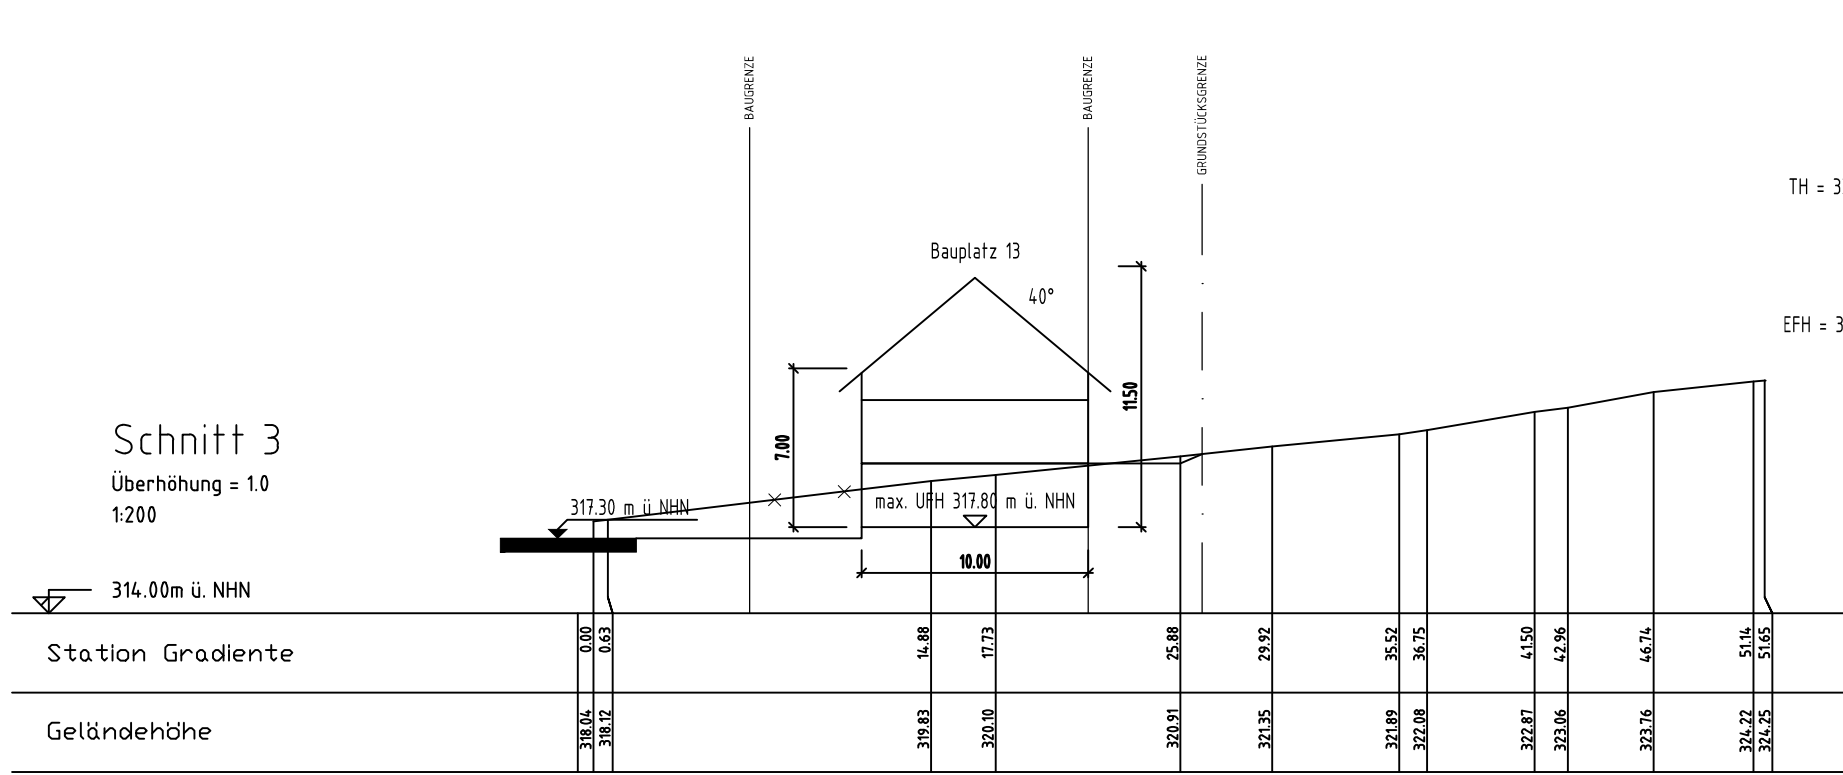 BAUGRENZE
BAUGRENZE
GRUNDSTÜCKSGRENZE
TH = 3
Bauplatz 13
40°
EFH = 3
11.50
7.00
Schnitt 3
Überhöhung = 1.0
1:200
317.30 m ü NHN
max. UFH 317.80 m ü. NHN
10.00
314.00m ü. NHN
Station Gradiente
0.00 0.63 14.88 17.73 25.88 29.92 35.52 36.75 41.50 42.96 46.74 51.14 51.65
Geländehöhe
318.04 318.12 319.83 320.10 320.91 321.35 321.89 322.08 322.87 323.06 323.76 324.22 324.25